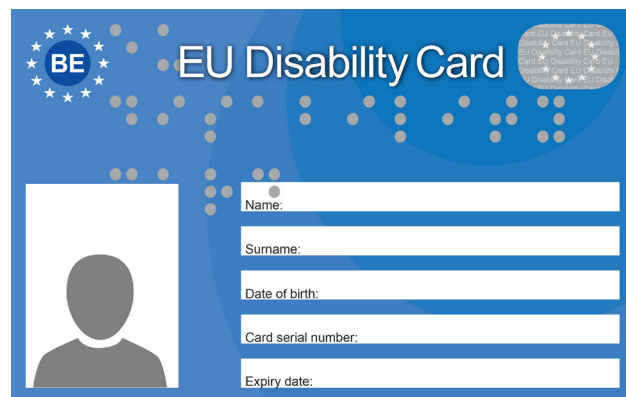 BE
EU Disability Card
Name:
Surname:
Date of birth:
Card serial number:
Expiry date: